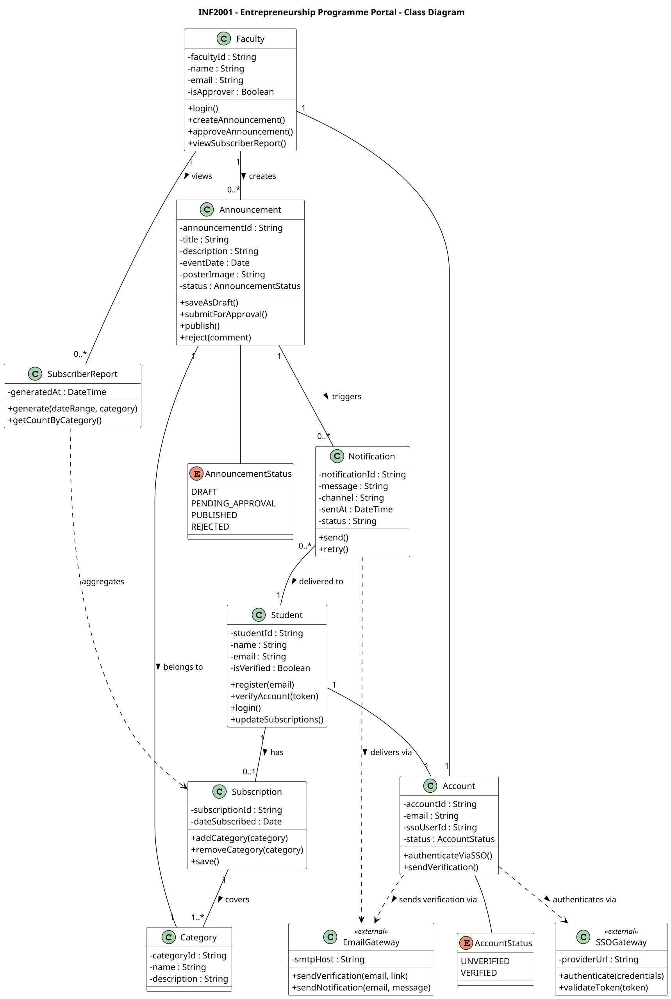 INF2001 - Entrepreneurship Programme Portal - Class Diagram
C Faculty
-facultyId : String
-name : String
-email : String
-isApprover : Boolean
+login()
+createAnnouncement()
+approveAnnouncement()
+viewSubscriberReport()
1
1
1
views
creates
0..*
C Announcement
-announcementId : String
-title : String
-description : String
-eventDate : Date
-posterImage : String
-status : AnnouncementStatus
+saveAsDraft()
+submitForApproval()
+publish()
+reject(comment)
0..*
1
1
C SubscriberReport
-generatedAt : DateTime
+generate(dateRange, category)
+getCountByCategory()
triggers
0..*
C Notification
-notificationId : String
-message : String
-channel : String
-sentAt : DateTime
-status : String
+send()
+retry()
E AnnouncementStatus
DRAFT
PENDING_APPROVAL
PUBLISHED
REJECTED
0..*
aggregates
delivered to
1
C Student
-studentId : String
-name : String
-email : String
-isVerified : Boolean
+register(email)
+verifyAccount(token)
+login()
+updateSubscriptions()
belongs to
1
1
has
delivers via
0..1
1
1
C Subscription
-subscriptionId : String
-dateSubscribed : Date
+addCategory(category)
+removeCategory(category)
+save()
C Account
-accountId : String
-email : String
-ssoUserId : String
-status : AccountStatus
+authenticateViaSSO()
+sendVerification()
1
covers
sends verification via
authenticates via
1
1..*
C Category
-categoryId : String
-name : String
-description : String
C «external»
EmailGateway
-smtpHost : String
+sendVerification(email, link)
+sendNotification(email, message)
E AccountStatus
UNVERIFIED
VERIFIED
C «external»
SSOGateway
-providerUrl : String
+authenticate(credentials)
+validateToken(token)